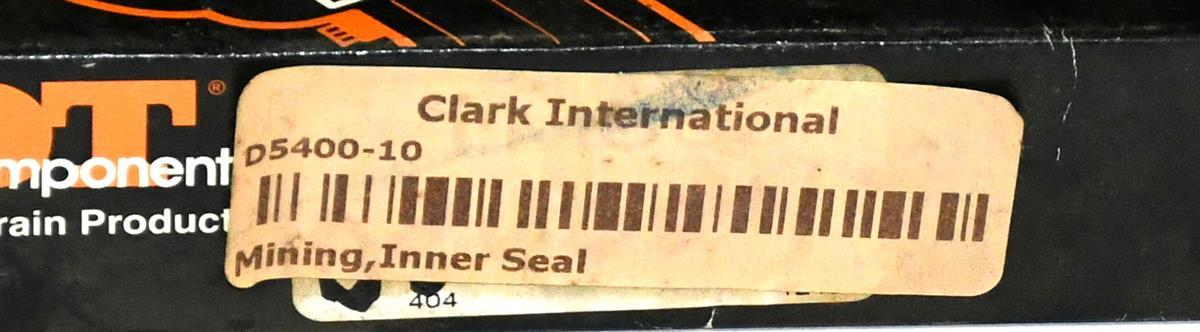 Clark International
D5400-10
Mining,Inner Seal
404
®
mponent
rain Product